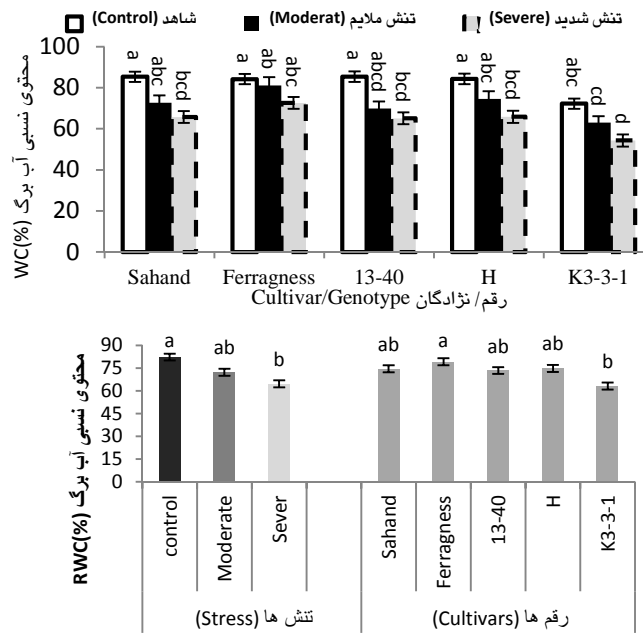 شاهد (Control) تنش ملایم (Moderat) تنش شدید (Severe)
محتوی نسبی آب برگ WC(%)
100
80
60
40
20
0
a abc bcd a ab abc a abcd bcd a abc bcd abc cd d
Sahand Ferragness 13-40 H K3-3-1
رقم/ نژادگان Cultivar/Genotype
محتوی نسبی آب برگ RWC(%)
90
75
60
45
30
15
0
a ab b ab a ab ab b
control Moderate Sever Sahand Ferragness 13-40 H K3-3-1
تنش ها (Stress) رقم ها (Cultivars)